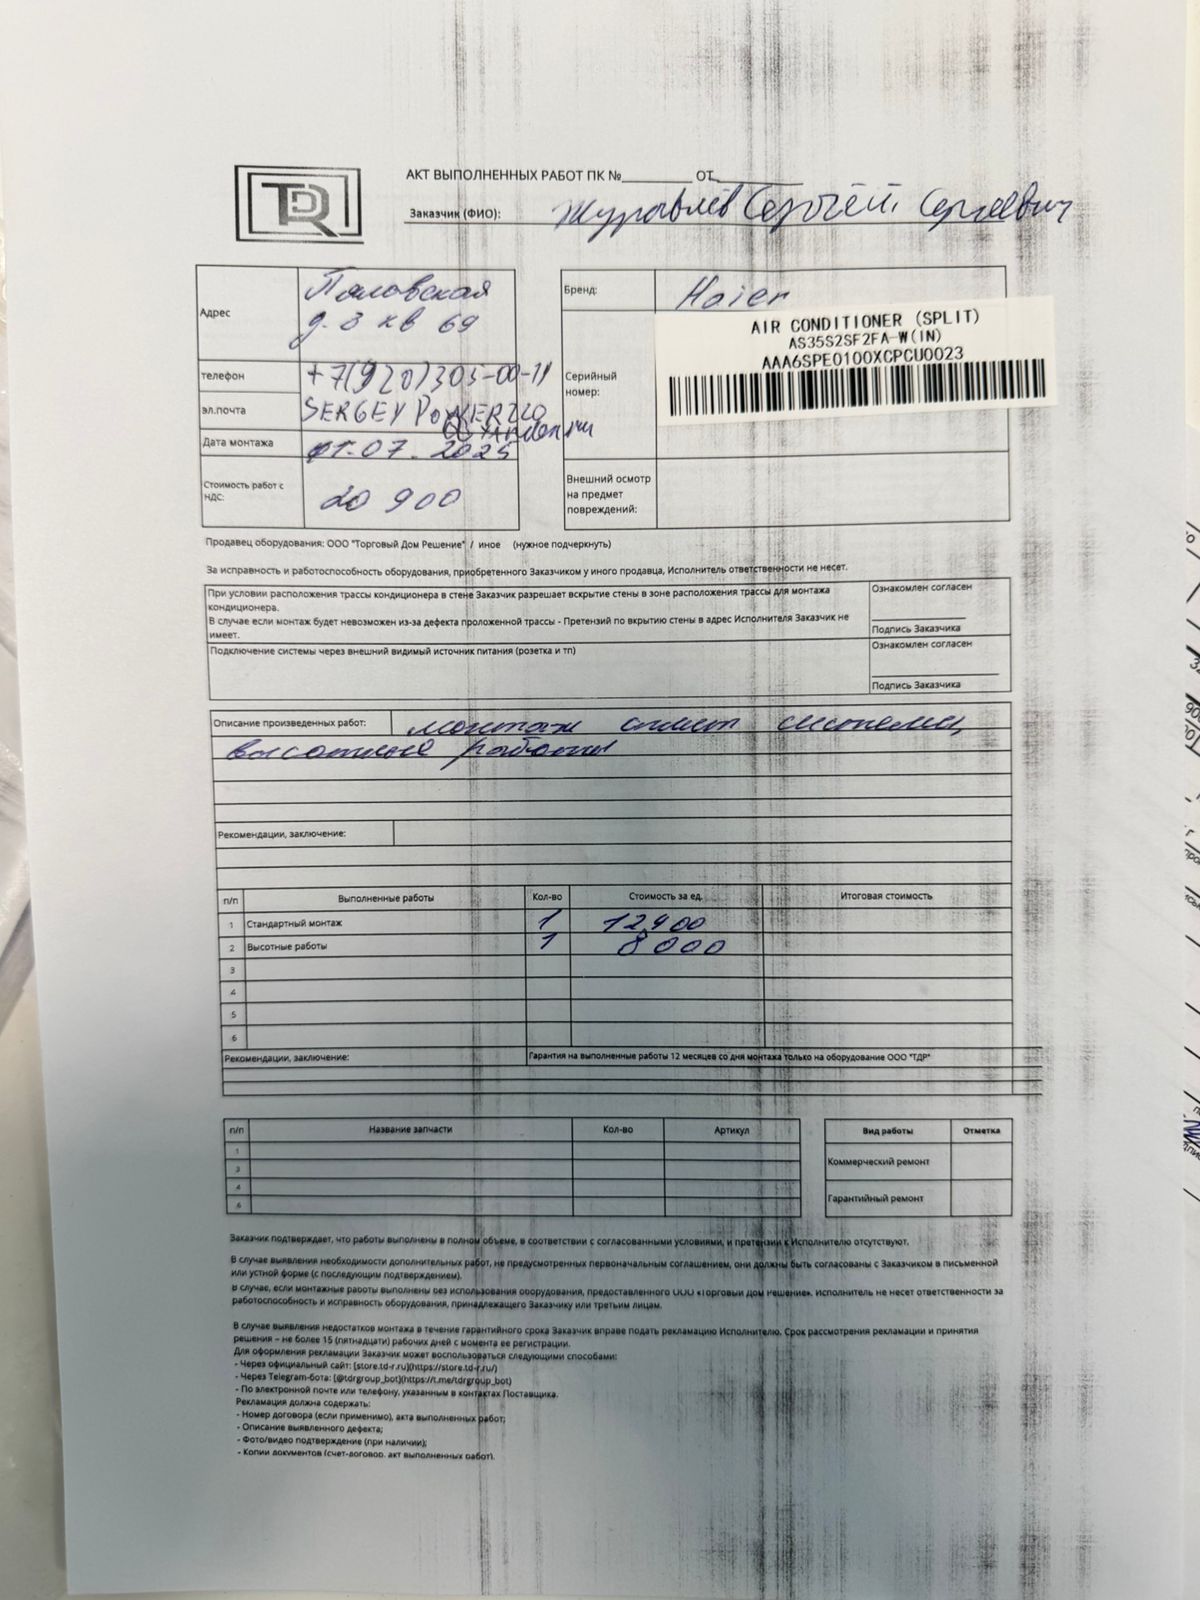 TDR
АКТ ВЫПОЛНЕННЫХ РАБОТ ПК №________ ОТ________
Заказчик (ФИО): Журавлёв Сергей Сергеевич
Адрес
д. 3 кв 69
телефон +7(920)305-00-11
эл.почта SERGEY POWER220
@YANDEX.RU
Дата монтажа 01.07.2025
Стоимость работ с НДС: 20 900
Бренд: Haier
Серийный номер:
AIR CONDITIONER (SPLIT)
AS35S2SF2FA-W(IN)
AAA6SPE0100XCPCU0023
Внешний осмотр
на предмет
повреждений:
Продавец оборудования: ООО "Торговый Дом Решение" / иное (нужное подчеркнуть)
За исправность и работоспособность оборудования, приобретенного Заказчиком у иного продавца, Исполнитель ответственности не несет.
При условии расположения трассы кондиционера в стене Заказчик разрешает вскрытие стены в зоне расположения трассы для монтажа
кондиционера.
В случае если монтаж будет невозможен из-за дефекта проложенной трассы - Претензий по вкрытию стены в адрес Исполнителя Заказчик не
имеет.
Ознакомлен согласен
Подпись Заказчика
Подключение системы через внешний видимый источник питания (розетка и тп)
Ознакомлен согласен
Подпись Заказчика
Описание произведенных работ: монтаж сплит системы,
высотные работы
Рекомендации, заключение:
п/п Выполненные работы Кол-во Стоимость за ед. Итоговая стоимость
1 Стандартный монтаж 1 12,900
2 Высотные работы 1 8000
3
4
5
6
Рекомендации, заключение: Гарантия на выполненные работы 12 месяцев со дня монтажа только на оборудование ООО "ТДР"
п/п Название запчасти Кол-во Артикул
1
3
4
6
Вид работы Отметка
Коммерческий ремонт
Гарантийный ремонт
Заказчик подтверждает, что работы выполнены в полном объеме, в соответствии с согласованными условиями, и претензии к Исполнителю отсутствуют.
В случае выявления необходимости дополнительных работ, не предусмотренных первоначальным соглашением, они должны быть согласованы с Заказчиком в письменной
или устной форме (с последующим подтверждением).
В случае, если монтажные работы выполнены без использования оборудования, предоставленного ООО «Торговый Дом Решение», Исполнитель не несет ответственности за
работоспособность и исправность оборудования, принадлежащего Заказчику или третьим лицам.
В случае выявления недостатков монтажа в течение гарантийного срока Заказчик вправе подать рекламацию Исполнителю. Срок рассмотрения рекламации и принятия
решения – не более 15 (пятнадцати) рабочих дней с момента ее регистрации.
Для оформления рекламации Заказчик может воспользоваться следующими способами:
- Через официальный сайт: [store.td-r.ru](https://store.td-r.ru/)
- Через Telegram-бота: [@tdrgroup_bot](https://t.me/tdrgroup_bot)
- По электронной почте или телефону, указанным в контактах Поставщика.
Рекламация должна содержать:
- Номер договора (если применимо), акта выполненных работ;
- Описание выявленного дефекта;
- Фото/видео подтверждение (при наличии);
- Копии документов (счет-договор, акт выполненных работ).